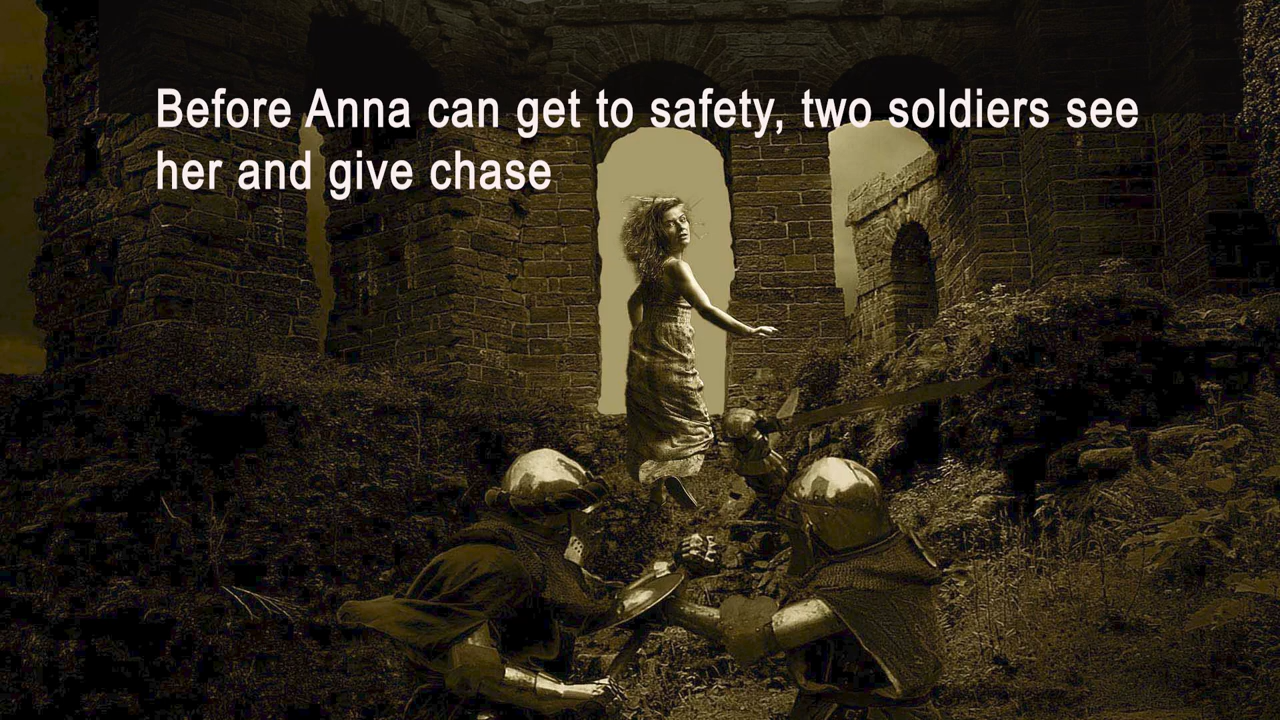 Before Anna can get to safety, two soldiers see
her and give chase